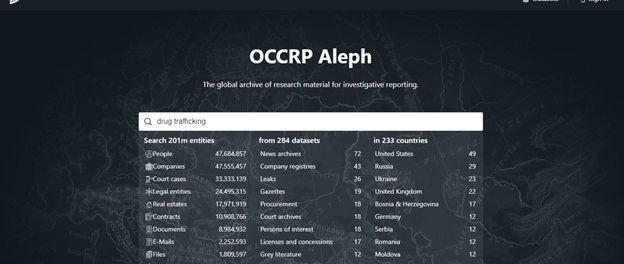 OCCRP Aleph
The global archive of research material for investigative reporting.
drug trafficking
Search 201m entities from 284 datasets in 233 countries
People 47,684,857 News archives 72 United States 49
Companies 47,555,457 Company registries 43 Russia 29
Court cases 33,333,139 Leaks 26 Ukraine 23
Legal entities 24,495,315 Gazettes 19 United Kingdom 22
Real estates 17,971,919 Procurement 18 Bosnia & Herzegovina 17
Contracts 10,908,766 Court archives 18 Germany 12
Documents 8,984,932 Persons of interest 18 Serbia 12
E-Mails 2,252,593 Licenses and concessions 17 Romania 12
Files 1,809,597 Grey literature 12 Moldova 12